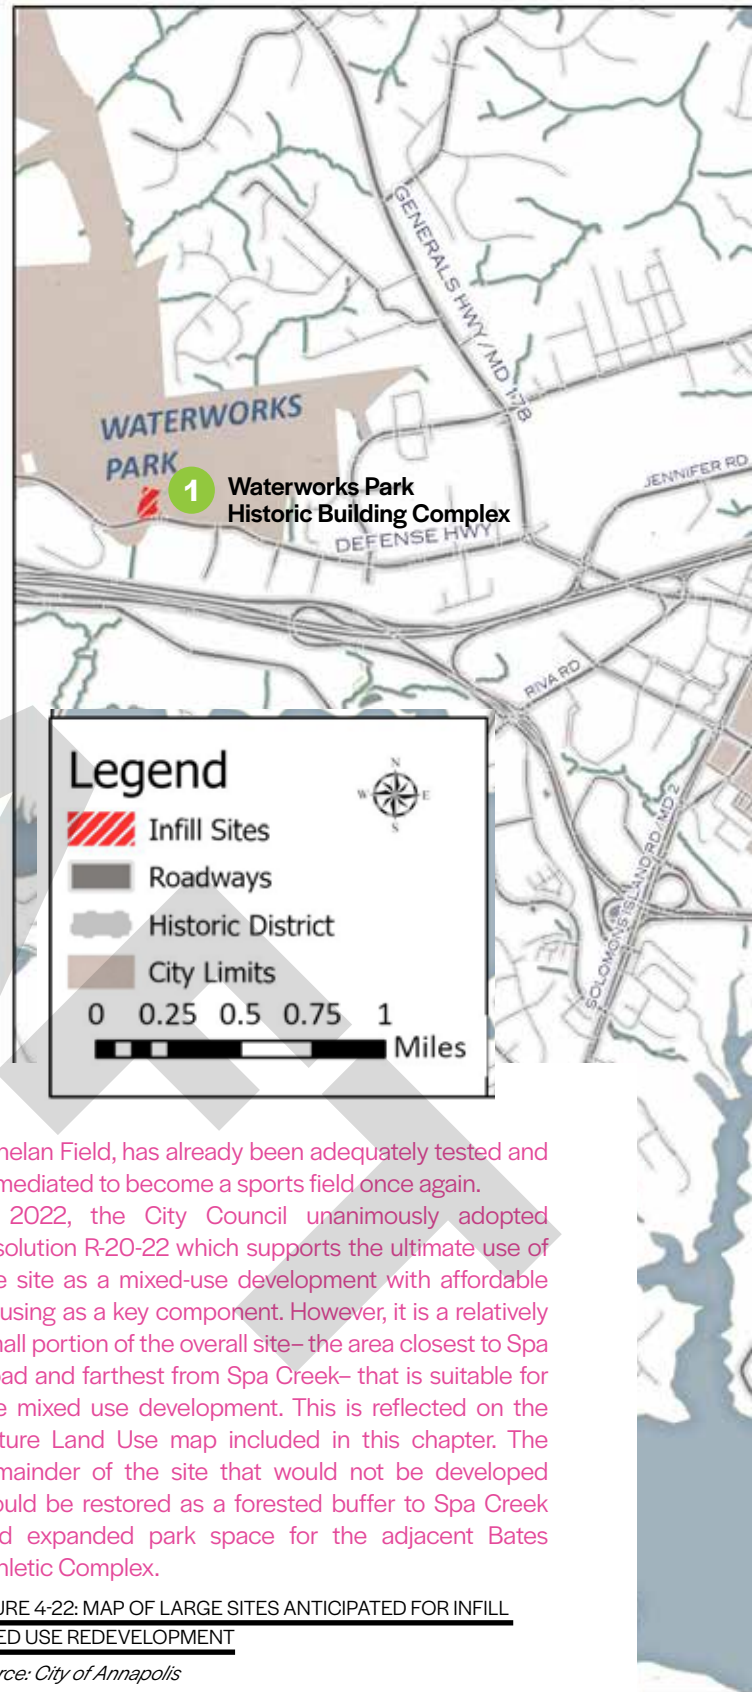 GENERALS HWY/MD 178
WATERWORKS
PARK
1
Waterworks Park
Historic Building Complex
JENNIFER RD
DEFENSE HWY
RIVA RD
SOLOMONS ISLAND RD/MD 2
Legend
N
W E
S
Infill Sites
Roadways
Historic District
City Limits
0 0.25 0.5 0.75 1
Miles
helan Field, has already been adequately tested and
mediated to become a sports field once again.
2022, the City Council unanimously adopted
solution R-20-22 which supports the ultimate use of
e site as a mixed-use development with affordable
using as a key component. However, it is a relatively
nall portion of the overall site– the area closest to Spa
oad and farthest from Spa Creek– that is suitable for
e mixed use development. This is reflected on the
ture Land Use map included in this chapter. The
mainder of the site that would not be developed
ould be restored as a forested buffer to Spa Creek
d expanded park space for the adjacent Bates
hletic Complex.
URE 4-22: MAP OF LARGE SITES ANTICIPATED FOR INFILL
ED USE REDEVELOPMENT
rce: City of Annapolis